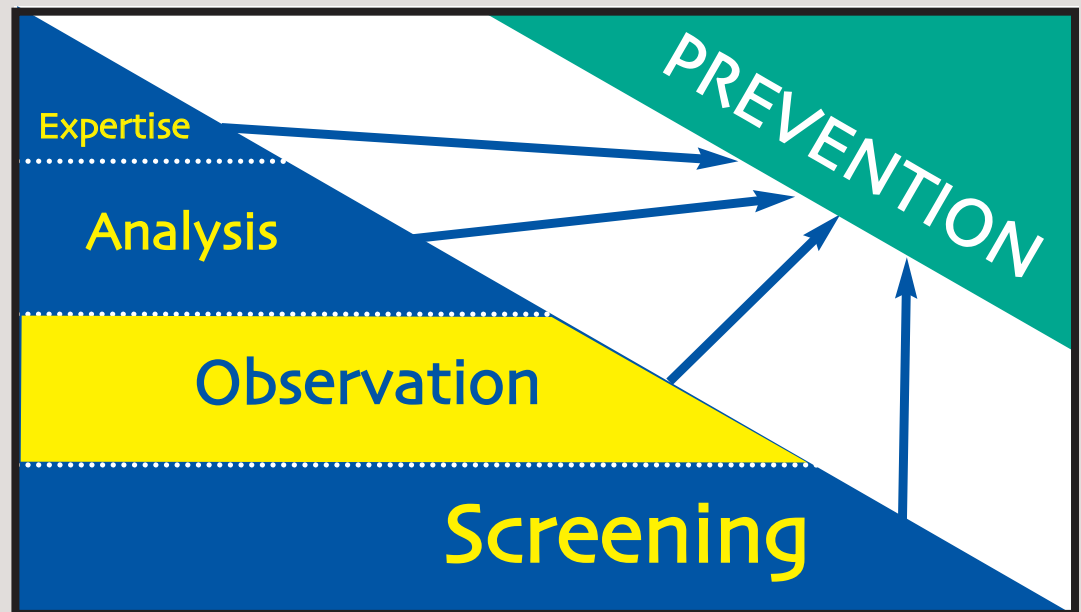 PREVENTION
Expertise
Analysis
Observation
Screening